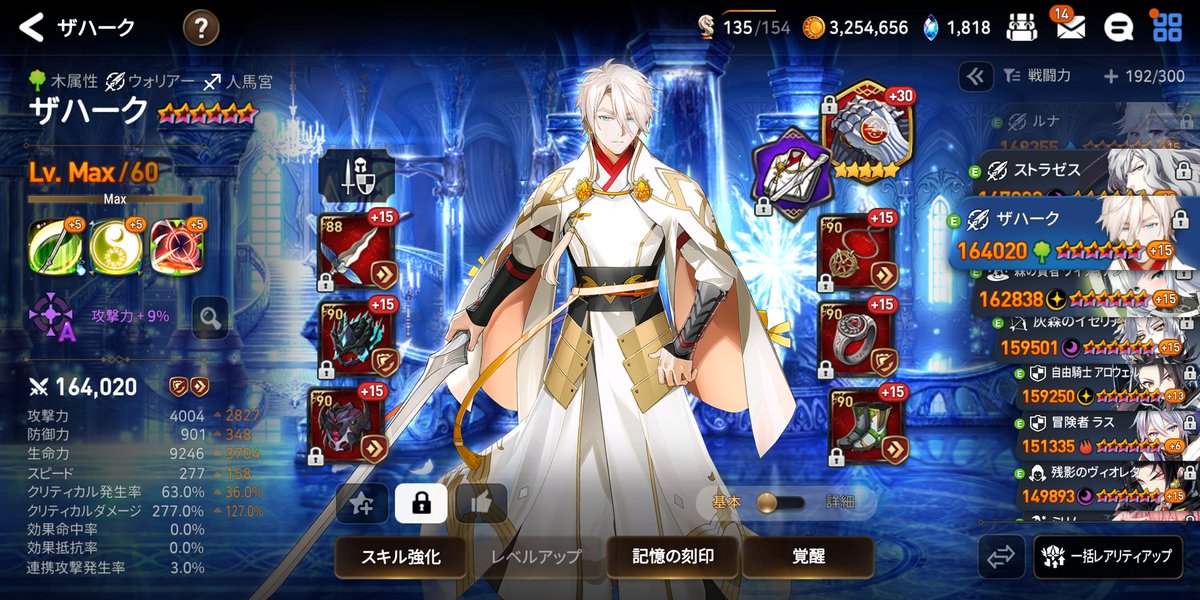 ザハーク
?
135/154
3,254,656
1,818
14
木属性 ウォリアー 人馬宮
ザハーク
Lv. Max/60
Max
+5
+5
+5
A
攻撃力+9%
164,020
攻撃力 4004 2827
防御力 901 348
生命力 9246 3704
スピード 277 158
クリティカル発生率 63.0% 36.0%
クリティカルダメージ 277.0% 127.0%
効果命中率 0.0%
効果抵抗率 0.0%
連携攻撃発生率 3.0%
88 +15
90 +15
90 +15
+30
90 +15
90 +15
90 +15
基本 詳細
スキル強化
レベルアップ
記憶の刻印
覚醒
戦闘力
192/300
E ルナ
168355
E ストラゼス
E ザハーク
164020 +15
162838 +15
E 灰森のイセリア
159501 +15
E 自由騎士 アロウェル
159250 +13
E 冒険者 ラス
151335 +6
E 残影のヴィオレタ
149893 +15
一括レアリティアップ